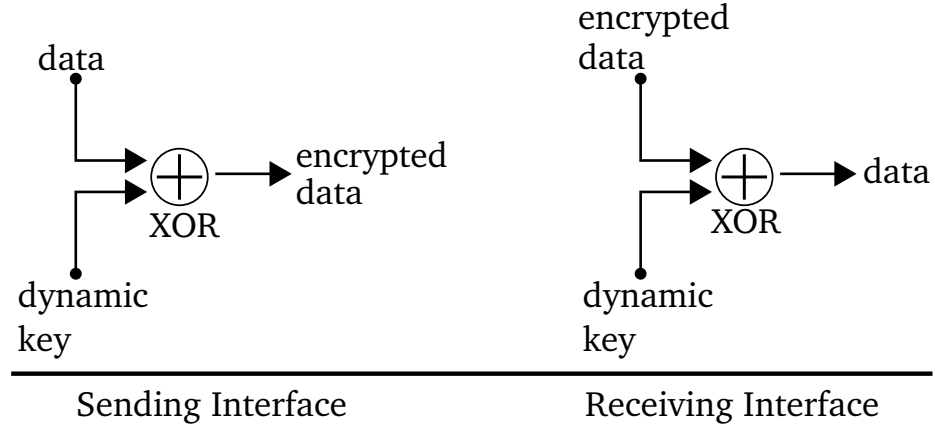 data
encrypted
data
XOR
dynamic
key
Sending Interface
encrypted
data
data
XOR
dynamic
key
Receiving Interface